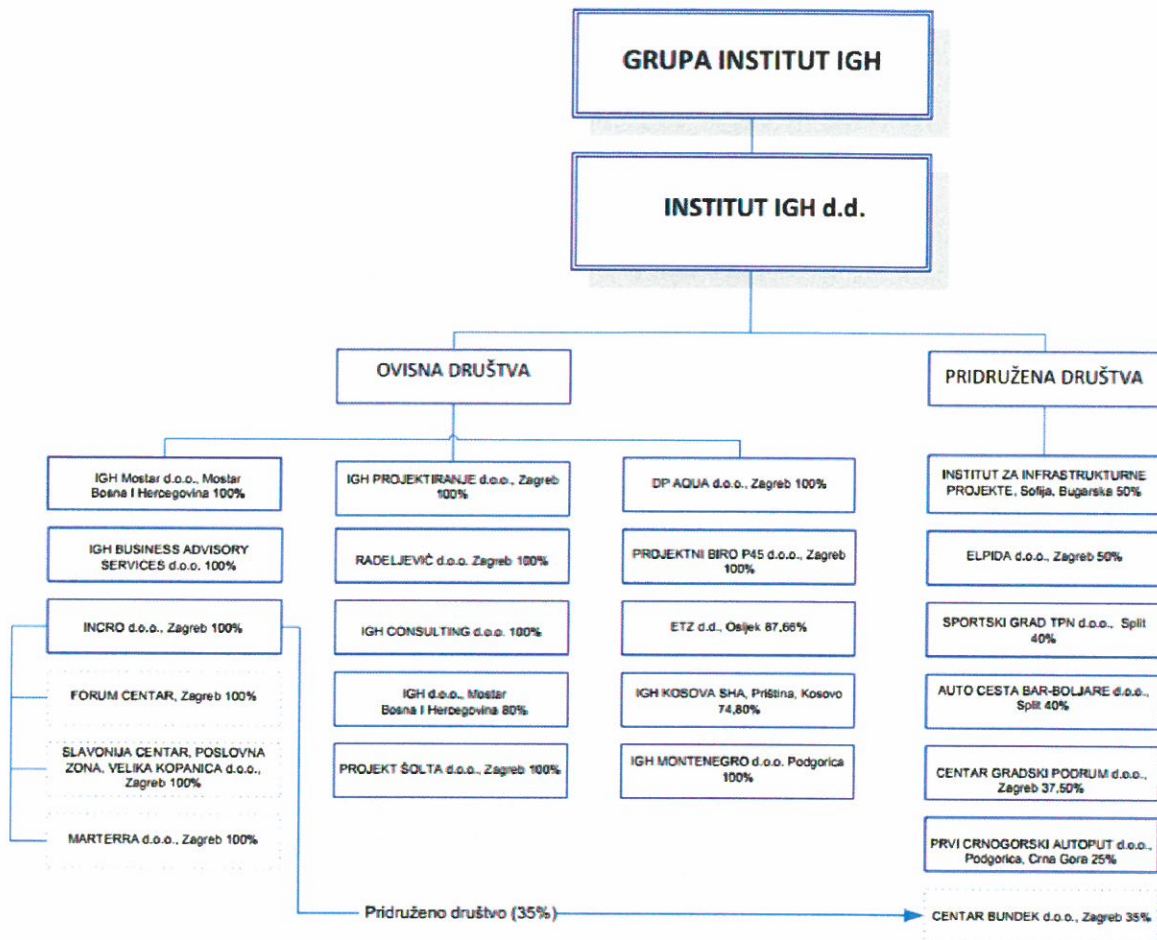 GRUPA INSTITUT IGH
INSTITUT IGH d.d.
OVISNA DRUŠTVA
PRIDRUŽENA DRUŠTVA
IGH Mostar d.o.o., Mostar
Bosna I Hercegovina 100%
IGH BUSINESS ADVISORY
SERVICES d.o.o. 100%
INCRO d.o.o., Zagreb 100%
FORUM CENTAR, Zagreb 100%
SLAVONIJA CENTAR, POSLOVNA
ZONA, VELIKA KOPANICA d.o.o.,
Zagreb 100%
MARTERRA d.o.o., Zagreb 100%
IGH PROJEKTIRANJE d.o.o., Zagreb
100%
RADELJEVIĆ d.o.o. Zagreb 100%
IGH CONSULTING d.o.o. 100%
IGH d.o.o., Mostar
Bosna I Hercegovina 80%
PROJEKT ŠOLTA d.o.o., Zagreb 100%
DP AQUA d.o.o., Zagreb 100%
PROJEKTNI BIRO P45 d.o.o., Zagreb
100%
ETZ d.d., Osijek 87,66%
IGH KOSOVA SHA, Priština, Kosovo
74,80%
IGH MONTENEGRO d.o.o. Podgorica
100%
INSTITUT ZA INFRASTRUKTURNE
PROJEKTE, Sofija, Bugarska 50%
ELPIDA d.o.o., Zagreb 50%
SPORTSKI GRAD TPN d.o.o., Split
40%
AUTO CESTA BAR-BOLJARE d.o.o.,
Split 40%
CENTAR GRADSKI PODRUM d.o.o.,
Zagreb 37,50%
PRVI CRNOGORSKI AUTOPUT d.o.o.,
Podgorica, Crna Gora 25%
Pridruženo društvo (35%)
CENTAR BUNDEK d.o.o., Zagreb 35%